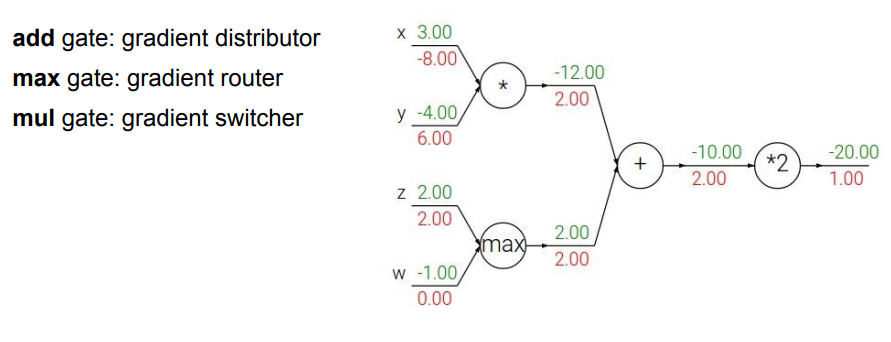 add gate: gradient distributor
max gate: gradient router
mul gate: gradient switcher
x 3.00
-8.00
*
-12.00
2.00
y -4.00
6.00
+
-10.00
2.00
*2
-20.00
1.00
z 2.00
2.00
max
2.00
2.00
w -1.00
0.00